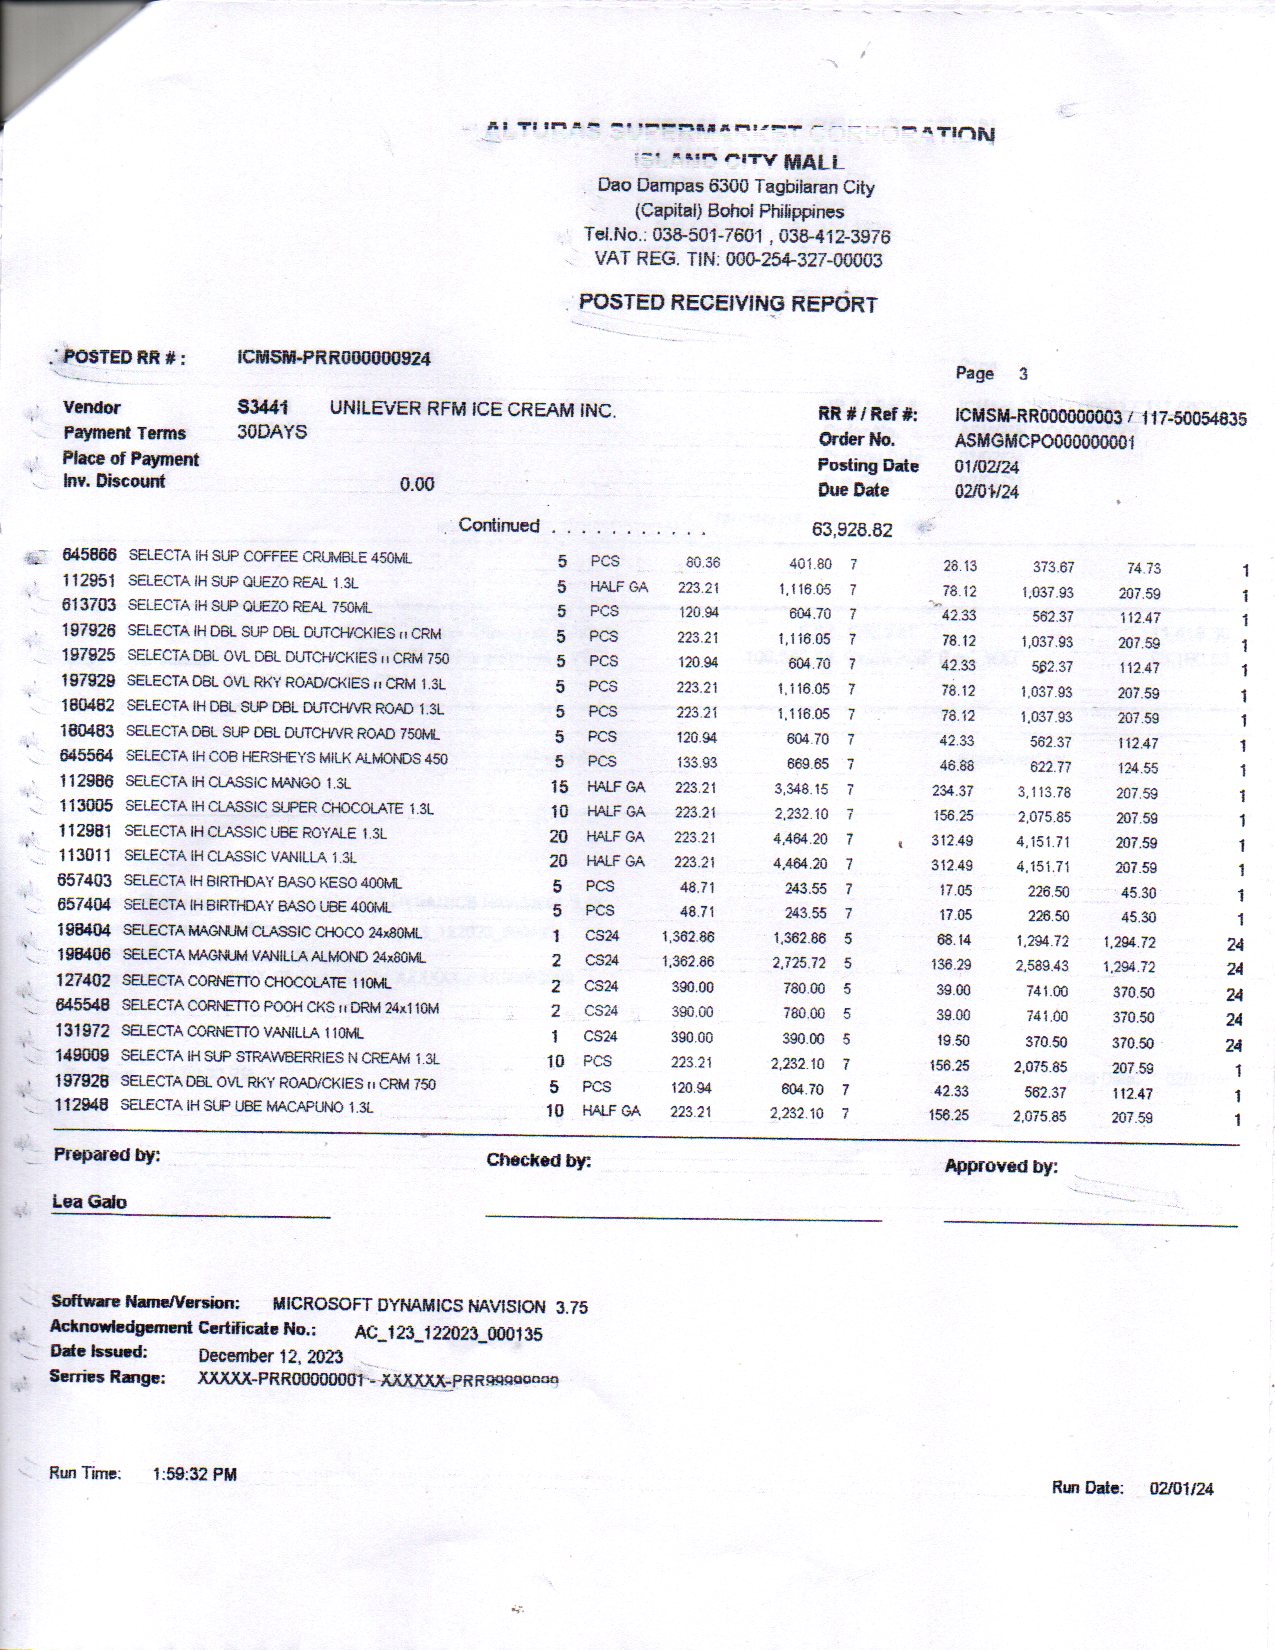 ALTURAS SUPERMARKET CORPORATION
ISLAND CITY MALL
Dao Dampas 6300 Tagbilaran City
(Capital) Bohol Philippines
Tel.No.: 038-501-7601 , 038-412-3976
VAT REG. TIN: 000-254-327-00003
POSTED RECEIVING REPORT
POSTED RR # : ICMSM-PRR000000924
Page 3
Vendor S3441 UNILEVER RFM ICE CREAM INC. RR # / Ref #: ICMSM-RR000000003 / 117-50054835
Payment Terms 30DAYS Order No. ASMGMCPO000000001
Place of Payment Posting Date 01/02/24
Inv. Discount 0.00 Due Date 02/01/24
Continued . . . . . . . . . . . 63,928.82
645866 SELECTA IH SUP COFFEE CRUMBLE 450ML 5 PCS 80.36 401.80 7 28.13 373.67 74.73 1
112951 SELECTA IH SUP QUEZO REAL 1.3L 5 HALF GA 223.21 1,116.05 7 78.12 1,037.93 207.59 1
613703 SELECTA IH SUP QUEZO REAL 750ML 5 PCS 120.94 604.70 7 42.33 562.37 112.47 1
197926 SELECTA IH DBL SUP DBL DUTCH/CKIES n CRM 5 PCS 223.21 1,116.05 7 78.12 1,037.93 207.59 1
197925 SELECTA DBL OVL DBL DUTCH/CKIES n CRM 750 5 PCS 120.94 604.70 7 42.33 562.37 112.47 1
197929 SELECTA DBL OVL RKY ROAD/CKIES n CRM 1.3L 5 PCS 223.21 1,116.05 7 78.12 1,037.93 207.59 1
180482 SELECTA IH DBL SUP DBL DUTCH/VR ROAD 1.3L 5 PCS 223.21 1,116.05 7 78.12 1,037.93 207.59 1
180483 SELECTA DBL SUP DBL DUTCH/VR ROAD 750ML 5 PCS 120.94 604.70 7 42.33 562.37 112.47 1
645564 SELECTA IH COB HERSHEYS MILK ALMONDS 450 5 PCS 133.93 669.65 7 46.88 622.77 124.55 1
112986 SELECTA IH CLASSIC MANGO 1.3L 15 HALF GA 223.21 3,348.15 7 234.37 3,113.78 207.59 1
113005 SELECTA IH CLASSIC SUPER CHOCOLATE 1.3L 10 HALF GA 223.21 2,232.10 7 156.25 2,075.85 207.59 1
112981 SELECTA IH CLASSIC UBE ROYALE 1.3L 20 HALF GA 223.21 4,464.20 7 312.49 4,151.71 207.59 1
113011 SELECTA IH CLASSIC VANILLA 1.3L 20 HALF GA 223.21 4,464.20 7 312.49 4,151.71 207.59 1
657403 SELECTA IH BIRTHDAY BASO KESO 400ML 5 PCS 48.71 243.55 7 17.05 226.50 45.30 1
657404 SELECTA IH BIRTHDAY BASO UBE 400ML 5 PCS 48.71 243.55 7 17.05 226.50 45.30 1
198404 SELECTA MAGNUM CLASSIC CHOCO 24x80ML 1 CS24 1,362.86 1,362.86 5 68.14 1,294.72 1,294.72 24
198406 SELECTA MAGNUM VANILLA ALMOND 24x80ML 2 CS24 1,362.86 2,725.72 5 136.29 2,589.43 1,294.72 24
127402 SELECTA CORNETTO CHOCOLATE 110ML 2 CS24 390.00 780.00 5 39.00 741.00 370.50 24
645548 SELECTA CORNETTO POOH CKS n DRM 24x110M 2 CS24 390.00 780.00 5 39.00 741.00 370.50 24
131972 SELECTA CORNETTO VANILLA 110ML 1 CS24 390.00 390.00 5 19.50 370.50 370.50 24
149009 SELECTA IH SUP STRAWBERRIES N CREAM 1.3L 10 PCS 223.21 2,232.10 7 156.25 2,075.85 207.59 1
197928 SELECTA DBL OVL RKY ROAD/CKIES n CRM 750 5 PCS 120.94 604.70 7 42.33 562.37 112.47 1
112948 SELECTA IH SUP UBE MACAPUNO 1.3L 10 HALF GA 223.21 2,232.10 7 156.25 2,075.85 207.59 1
Prepared by: Checked by: Approved by:
Lea Galo
Software Name/Version: MICROSOFT DYNAMICS NAVISION 3.75
Acknowledgement Certificate No.: AC_123_122023_000135
Date Issued: December 12, 2023
Serries Range: XXXXX-PRR00000001 - XXXXXX-PRR99999999
Run Time: 1:59:32 PM
Run Date: 02/01/24